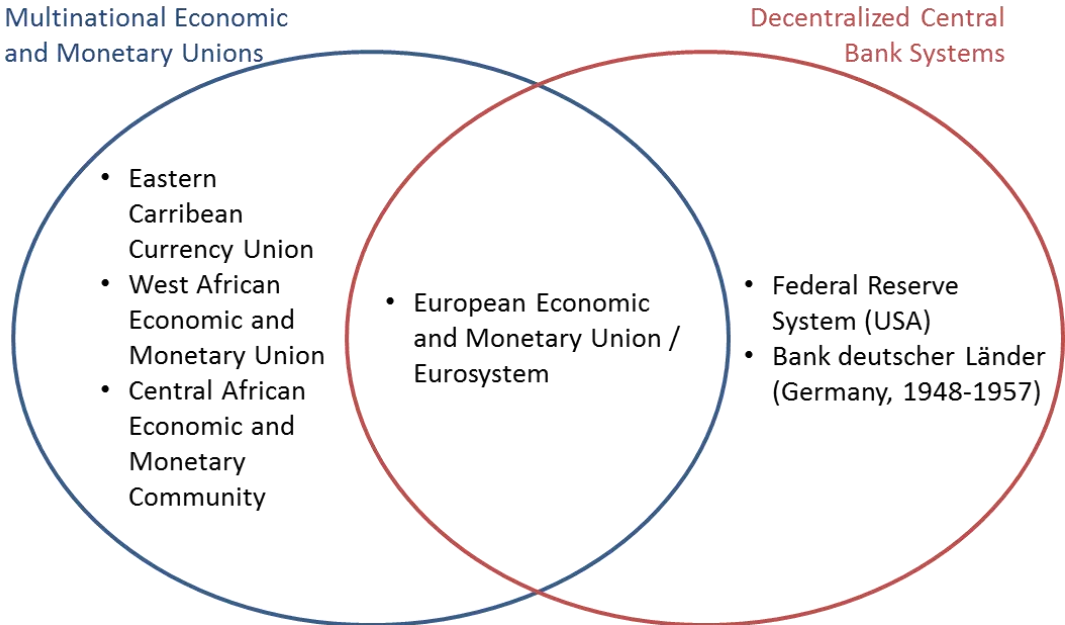 Multinational Economic
and Monetary Unions
Decentralized Central
Bank Systems
• Eastern
Carribean
Currency Union
• West African
Economic and
Monetary Union
• Central African
Economic and
Monetary
Community
• European Economic
and Monetary Union /
Eurosystem
• Federal Reserve
System (USA)
• Bank deutscher Länder
(Germany, 1948-1957)